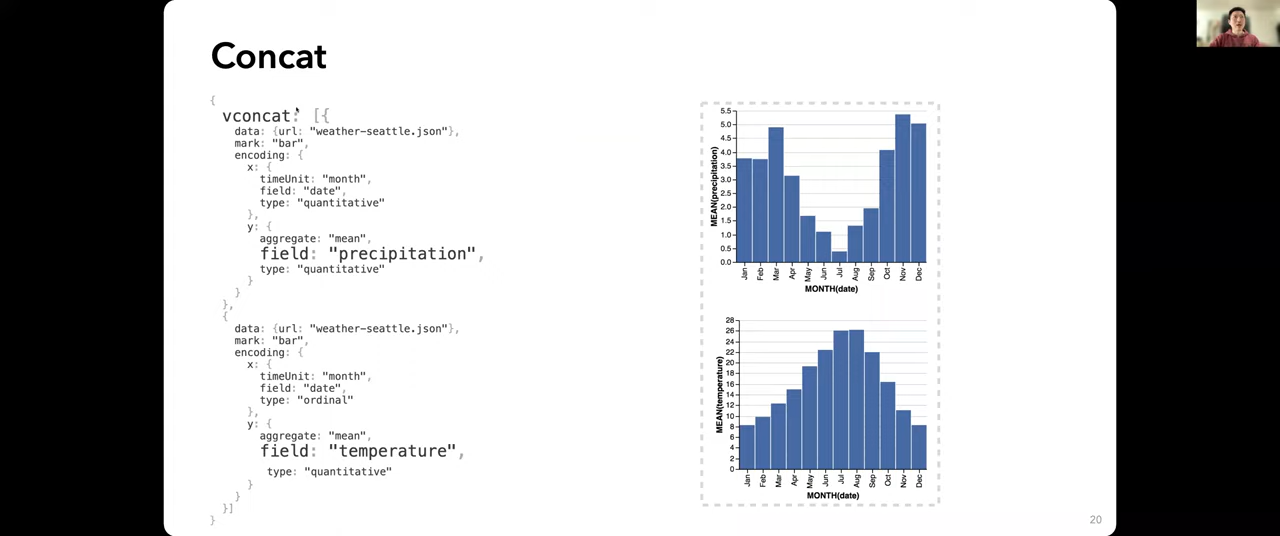 Concat
{
vconcat: [{
data: {url: "weather-seattle.json"},
mark: "bar",
encoding: {
x: {
timeUnit: "month",
field: "date",
type: "quantitative"
},
y: {
aggregate: "mean",
field: "precipitation",
type: "quantitative"
}
}
},
{
data: {url: "weather-seattle.json"},
mark: "bar",
encoding: {
x: {
timeUnit: "month",
field: "date",
type: "ordinal"
},
y: {
aggregate: "mean",
field: "temperature",
type: "quantitative"
}
}
}]
}
MEAN(precipitation)
5.5
5.0
4.5
4.0
3.5
3.0
2.5
2.0
1.5
1.0
0.5
0.0
Jan Feb Mar Apr May Jun Jul Aug Sep Oct Nov Dec
MONTH(date)
MEAN(temperature)
28
26
24
22
20
18
16
14
12
10
8
6
4
2
0
Jan Feb Mar Apr May Jun Jul Aug Sep Oct Nov Dec
MONTH(date)
20